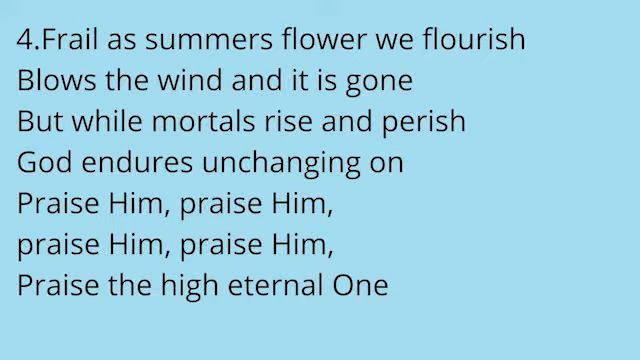 4.Frail as summers flower we flourish
Blows the wind and it is gone
But while mortals rise and perish
God endures unchanging on
Praise Him, praise Him,
praise Him, praise Him,
Praise the high eternal One